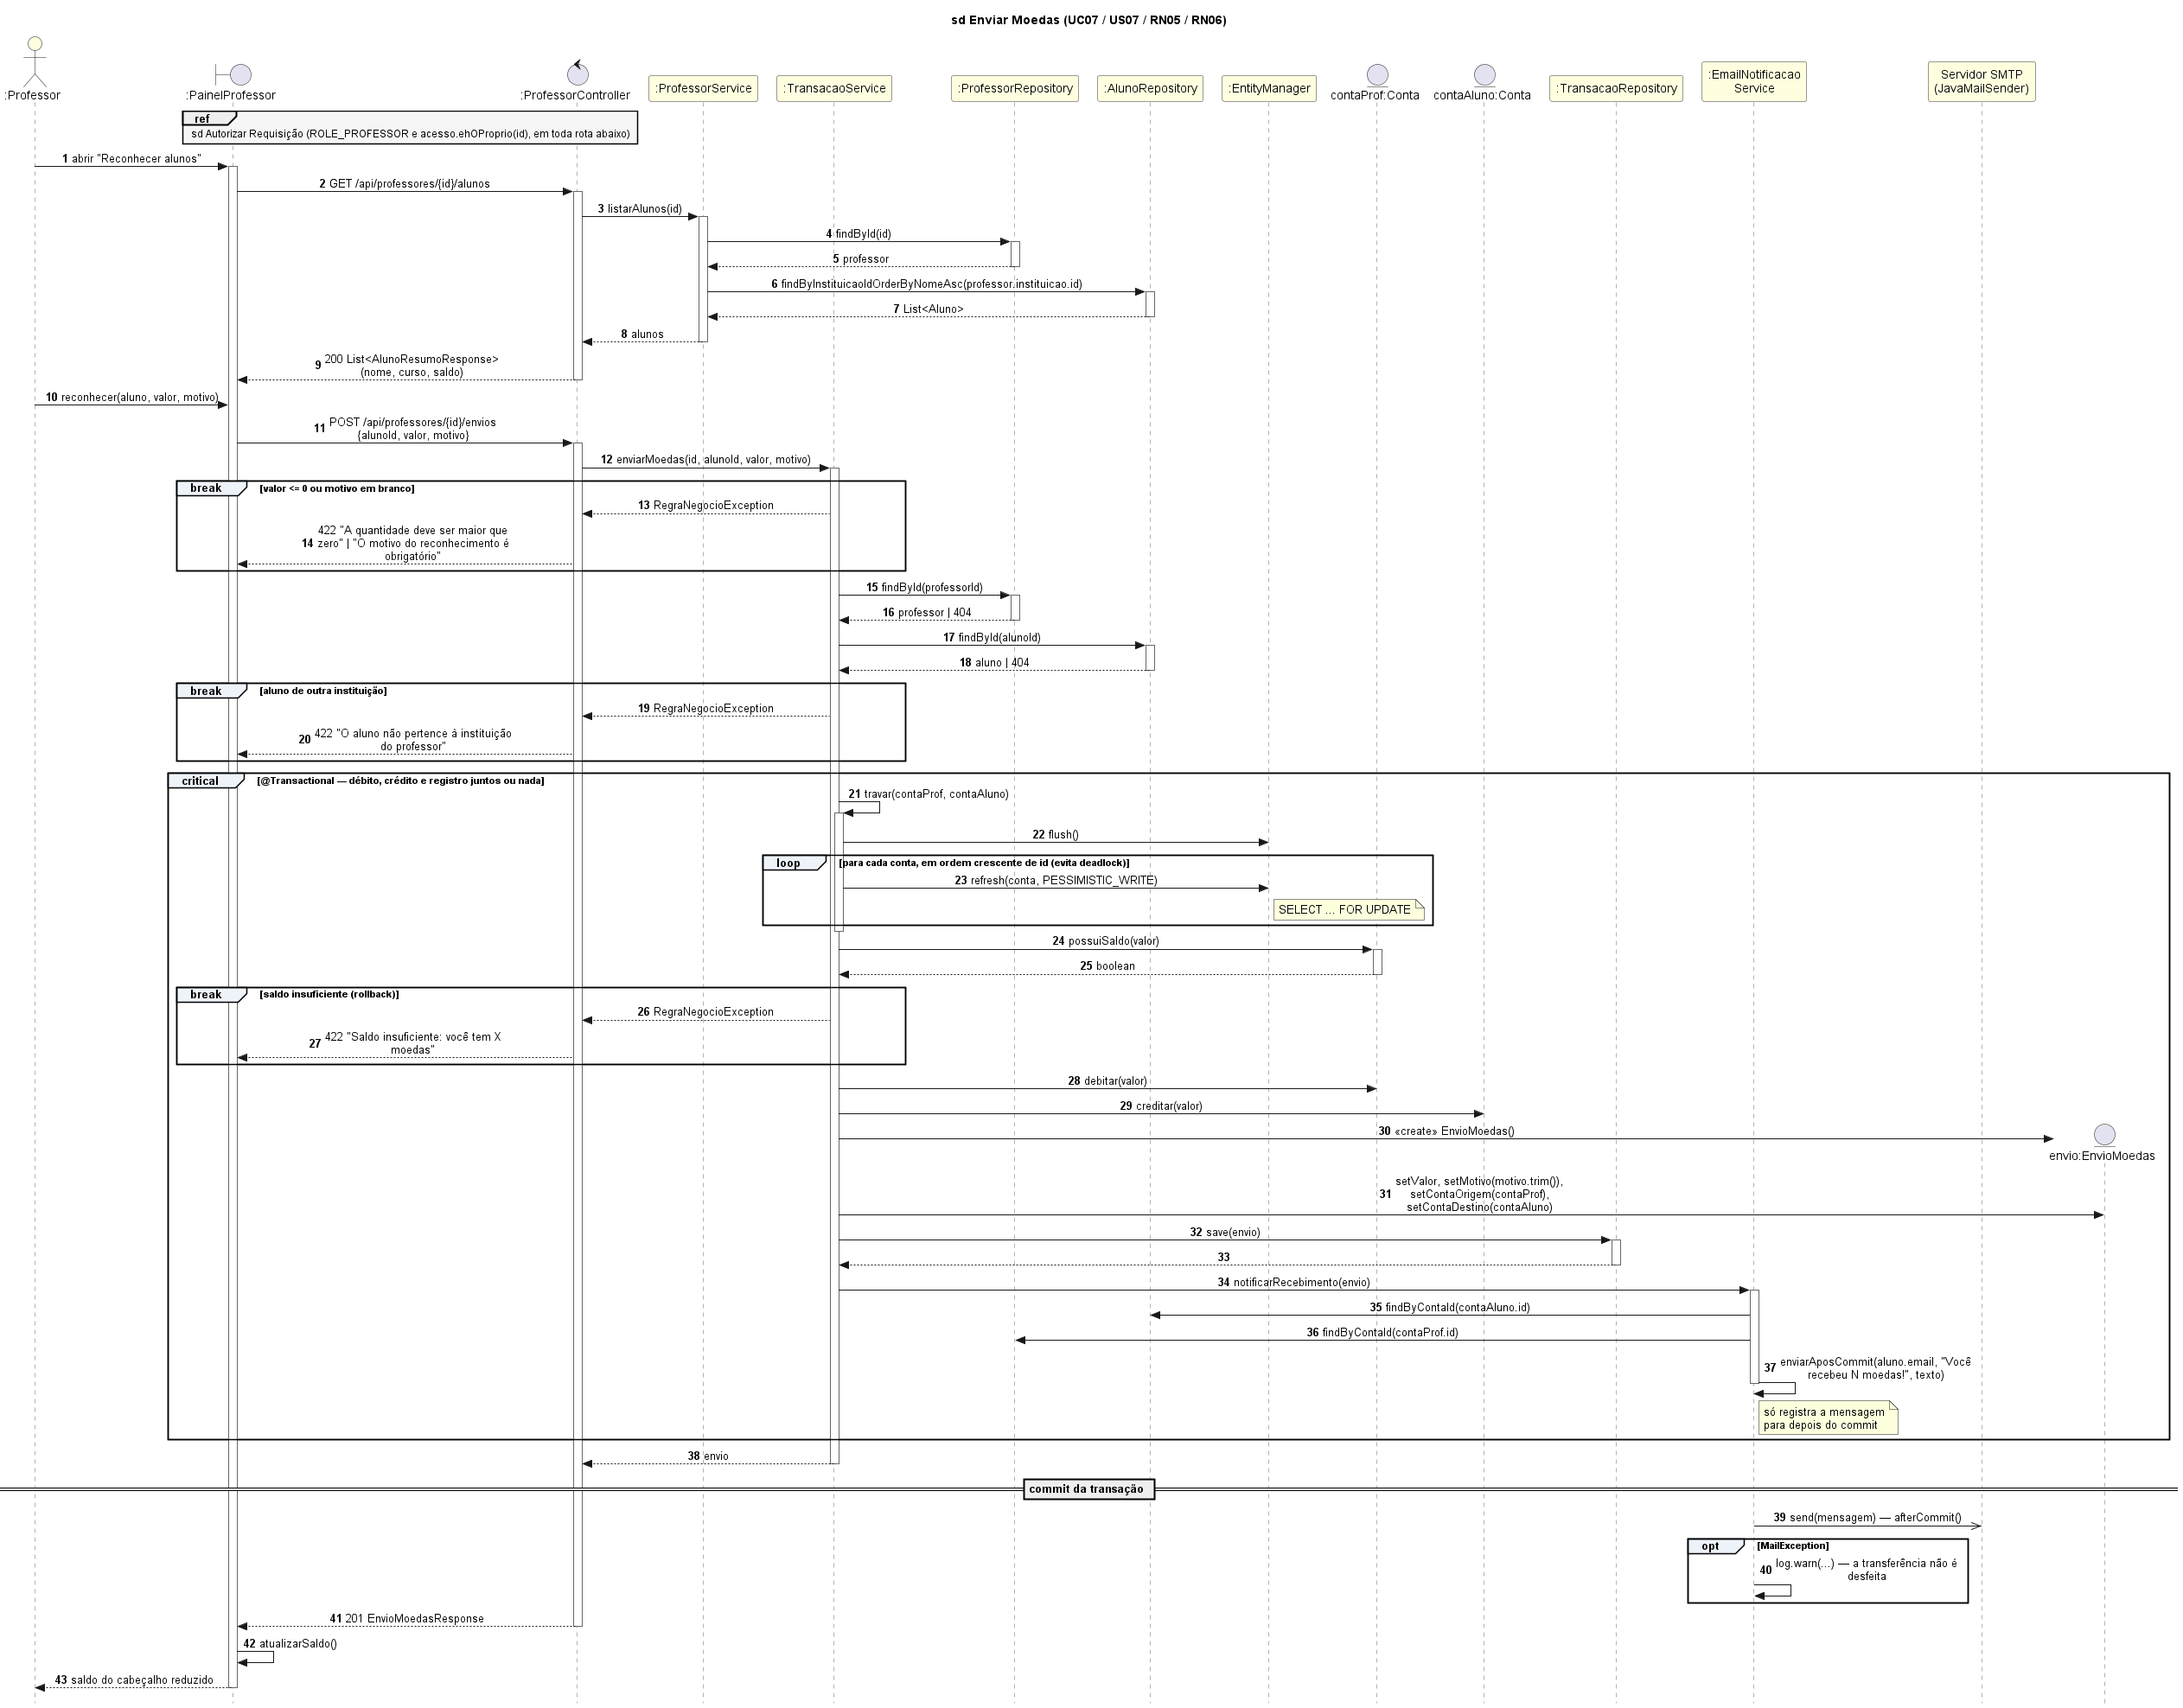 sd Enviar Moedas (UC07 / US07 / RN05 / RN06)
:Professor
:PainelProfessor
:ProfessorController
:ProfessorService
:TransacaoService
:ProfessorRepository
:AlunoRepository
:EntityManager
contaProf:Conta
contaAluno:Conta
:TransacaoRepository
:EmailNotificacao
Service
Servidor SMTP
(JavaMailSender)
ref
sd Autorizar Requisição (ROLE_PROFESSOR e acesso.ehOProprio(id), em toda rota abaixo)
1 abrir "Reconhecer alunos"
2 GET /api/professores/{id}/alunos
3 listarAlunos(id)
4 findById(id)
5 professor
6 findByInstituicaoIdOrderByNomeAsc(professor.instituicao.id)
7 List<Aluno>
8 alunos
9 200 List<AlunoResumoResponse>
(nome, curso, saldo)
10 reconhecer(aluno, valor, motivo)
11 POST /api/professores/{id}/envios
{alunoId, valor, motivo}
12 enviarMoedas(id, alunoId, valor, motivo)
break [valor <= 0 ou motivo em branco]
13 RegraNegocioException
14 422 "A quantidade deve ser maior que
zero" | "O motivo do reconhecimento é
obrigatório"
15 findById(professorId)
16 professor | 404
17 findById(alunoId)
18 aluno | 404
break [aluno de outra instituição]
19 RegraNegocioException
20 422 "O aluno não pertence à instituição
do professor"
critical [@Transactional — débito, crédito e registro juntos ou nada]
21 travar(contaProf, contaAluno)
22 flush()
loop [para cada conta, em ordem crescente de id (evita deadlock)]
23 refresh(conta, PESSIMISTIC_WRITE)
SELECT ... FOR UPDATE
24 possuiSaldo(valor)
25 boolean
break [saldo insuficiente (rollback)]
26 RegraNegocioException
27 422 "Saldo insuficiente: você tem X
moedas"
28 debitar(valor)
29 creditar(valor)
30 «create» EnvioMoedas()
envio:EnvioMoedas
31 setValor, setMotivo(motivo.trim()),
setContaOrigem(contaProf),
setContaDestino(contaAluno)
32 save(envio)
33
34 notificarRecebimento(envio)
35 findByContaId(contaAluno.id)
36 findByContaId(contaProf.id)
37 enviarAposCommit(aluno.email, "Você
recebeu N moedas!", texto)
só registra a mensagem
para depois do commit
38 envio
commit da transação
39 send(mensagem) — afterCommit()
opt [MailException]
40 log.warn(...) — a transferência não é
desfeita
41 201 EnvioMoedasResponse
42 atualizarSaldo()
43 saldo do cabeçalho reduzido